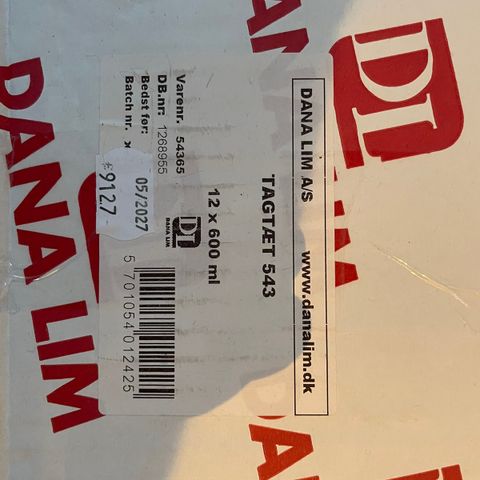 DANA LIM
DANA LIM A/S www.danalim.dk
TAGTÆT 543
12 x 600 ml
DANA LIM
Varenr. 54365
DB.nr: 1268955
Bedst før: 05/2027
Batch nr.
9127
5 701054 012425
DANA LIM
LIM